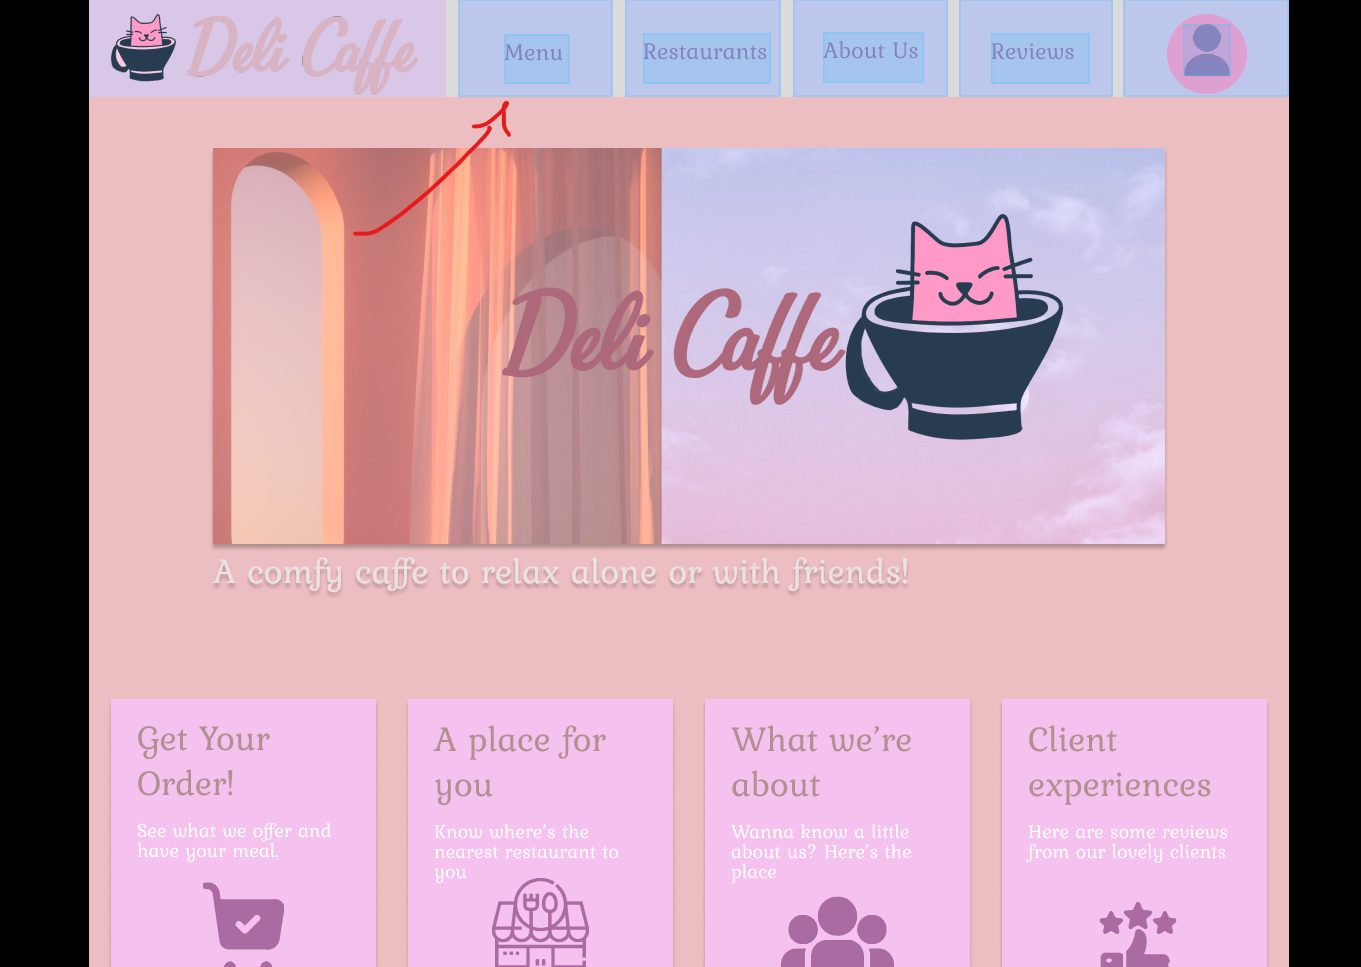 Deli Caffe
Menu
Restaurants
About Us
Reviews
Deli Caffe
A comfy caffe to relax alone or with friends!
Get Your
Order!
See what we offer and
have your meal.
A place for
you
Know where's the
nearest restaurant to
you
What we're
about
Wanna know a little
about us? Here's the
place
Client
experiences
Here are some reviews
from our lovely clients